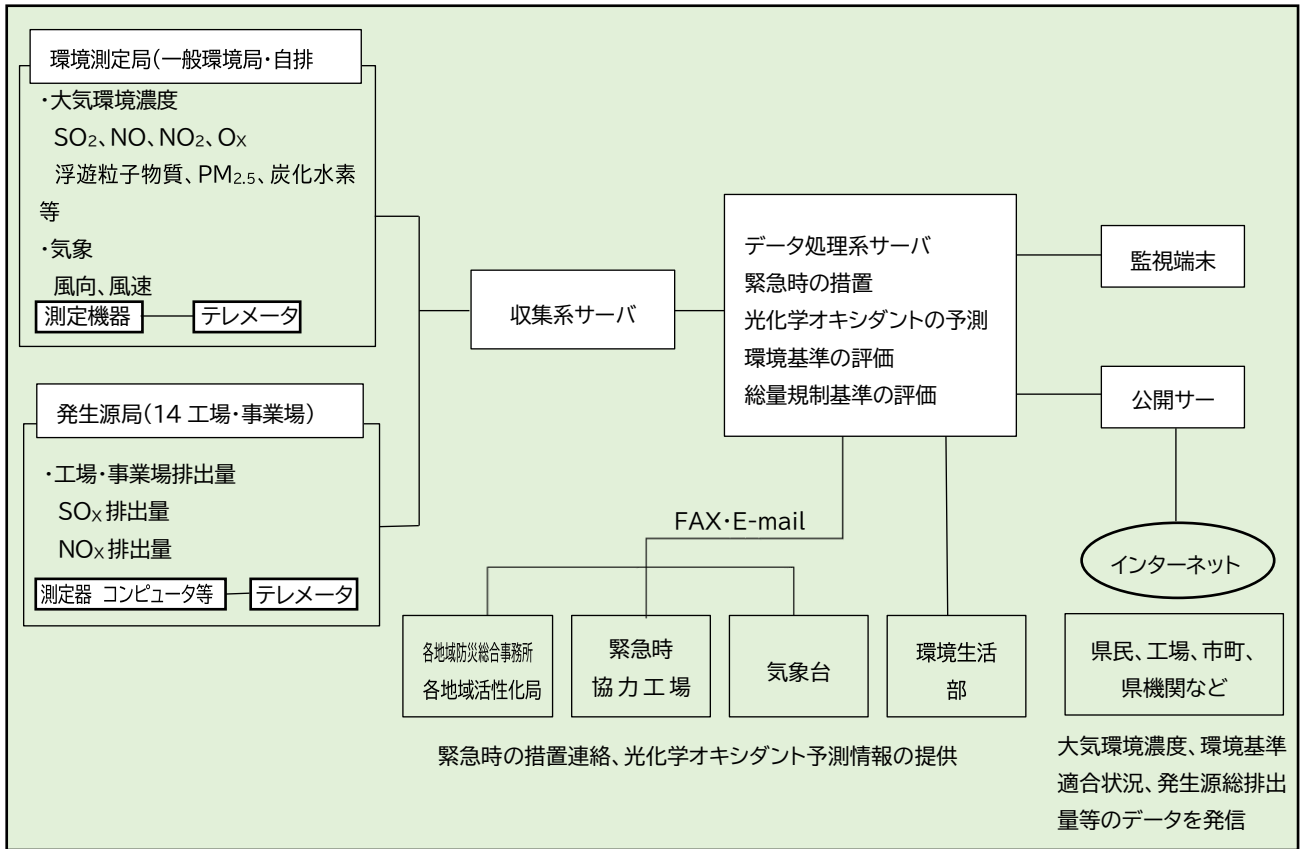 環境測定局(一般環境局・自排
・大気環境濃度
SO2、NO、NO2、OX
浮遊粒子物質、PM2.5、炭化水素
等
・気象
風向、風速
測定機器
テレメータ
発生源局(14 工場・事業場)
・工場・事業場排出量
SOX 排出量
NOX 排出量
測定器 コンピュータ等
テレメータ
収集系サーバ
データ処理系サーバ
緊急時の措置
光化学オキシダントの予測
環境基準の評価
総量規制基準の評価
監視端末
公開サー
インターネット
FAX・E-mail
各地域防災総合事務所
各地域活性化局
緊急時
協力工場
気象台
環境生活
部
県民、工場、市町、
県機関など
緊急時の措置連絡、光化学オキシダント予測情報の提供
大気環境濃度、環境基準
適合状況、発生源総排出
量等のデータを発信